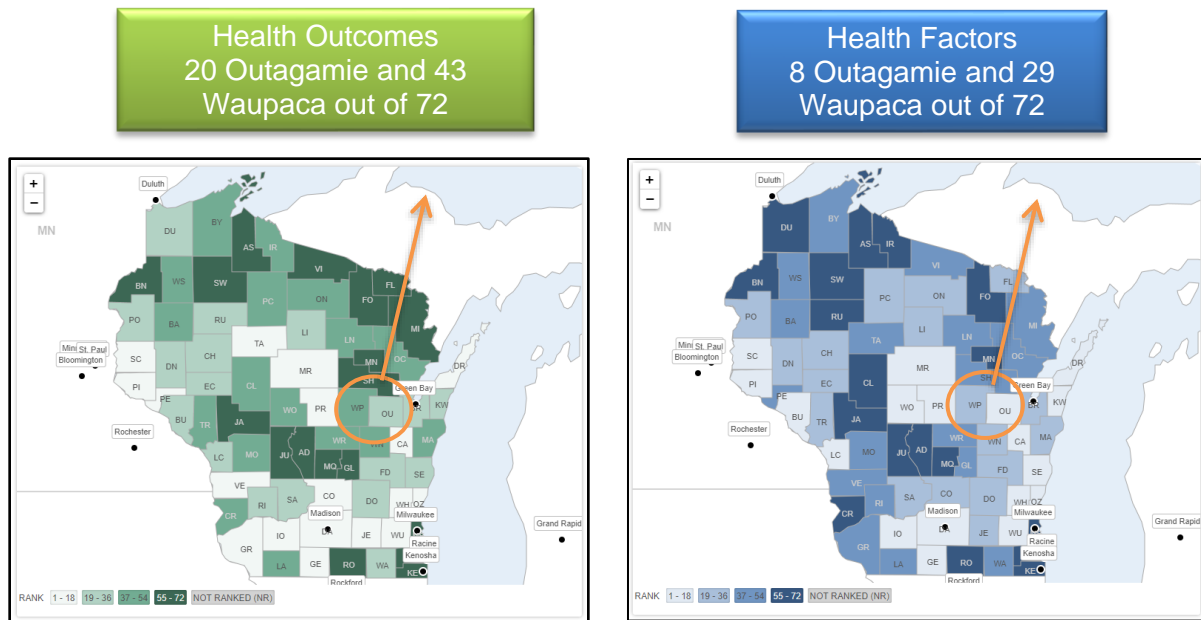 Health Outcomes
20 Outagamie and 43
Waupaca out of 72
Health Factors
8 Outagamie and 29
Waupaca out of 72
+
−
Duluth
MN
DU
BY
AS
IR
VI
FL
FO
BN
WS
SW
PC
ON
MI
PO
BA
RU
LI
LN
OC
TA
SC
St. Paul
Bloomington
DN
CH
MN
DR
MR
SH
PI
EC
CL
Green Bay
PE
WO
PR
WP
OU
BR
KW
BU
TR
JA
Rochester
WR
WN
CA
MA
LC
MO
JU
AD
MQ
GL
FD
SE
VE
CO
RI
SA
DO
WH
OZ
CR
Madison
Milwaukee
IO
DA
JE
WU
Grand Rapid
Racine
GR
LA
GE
RO
WA
Kenosha
KE
Rockford
RANK 1 - 18 19 - 36 37 - 54 55 - 72 NOT RANKED (NR)
+
−
Duluth
MN
DU
BY
AS
IR
VI
FL
FO
BN
WS
SW
PC
ON
MI
PO
BA
RU
LI
LN
OC
TA
SC
St. Paul
Bloomington
DN
CH
MN
DR
MR
SH
PI
EC
CL
Green Bay
PE
WO
PR
WP
OU
BR
KW
BU
TR
JA
Rochester
WR
WN
CA
MA
LC
MO
JU
AD
MQ
GL
FD
SE
VE
CO
RI
SA
DO
WH
OZ
CR
Madison
Milwaukee
IO
DA
JE
WU
Grand Rapid
Racine
GR
LA
GE
RO
WA
Kenosha
KE
Rockford
RANK 1 - 18 19 - 36 37 - 54 55 - 72 NOT RANKED (NR)